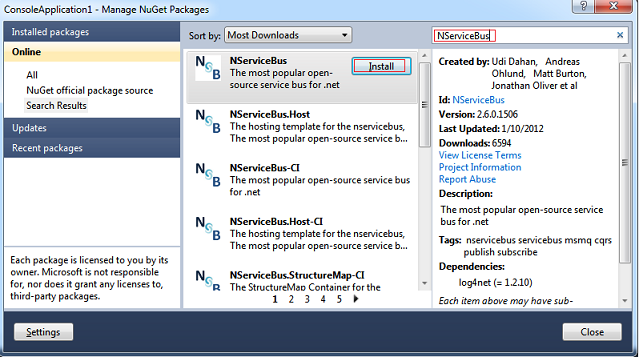 ConsoleApplication1 - Manage NuGet Packages
?
Installed packages
Online
All
NuGet official package source
Search Results
Updates
Recent packages
Each package is licensed to you by its
owner. Microsoft is not responsible
for, nor does it grant any licenses to,
third-party packages.
Sort by: Most Downloads
NServiceBus
The most popular open-
source service bus for .net
Install
NServiceBus.Host
The hosting template for the nservicebus,
The most popular open-source service b...
NServiceBus-CI
The most popular open-source service bus
for .net
NServiceBus.Host-CI
The hosting template for the nservicebus,
The most popular open-source service b...
NServiceBus.StructureMap-CI
The StructureMap Container for the
1 2 3 4 5
NServiceBus
Created by: Udi Dahan, Andreas
Ohlund, Matt Burton,
Jonathan Oliver et al
Id: NServiceBus
Version: 2.6.0.1506
Last Updated: 1/10/2012
Downloads: 6594
View License Terms
Project Information
Report Abuse
Description:
The most popular open-source service
bus for .net
Tags: nservicebus servicebus msmq cqrs
publish subscribe
Dependencies:
log4net (= 1.2.10)
Each item above may have sub-
Settings
Close